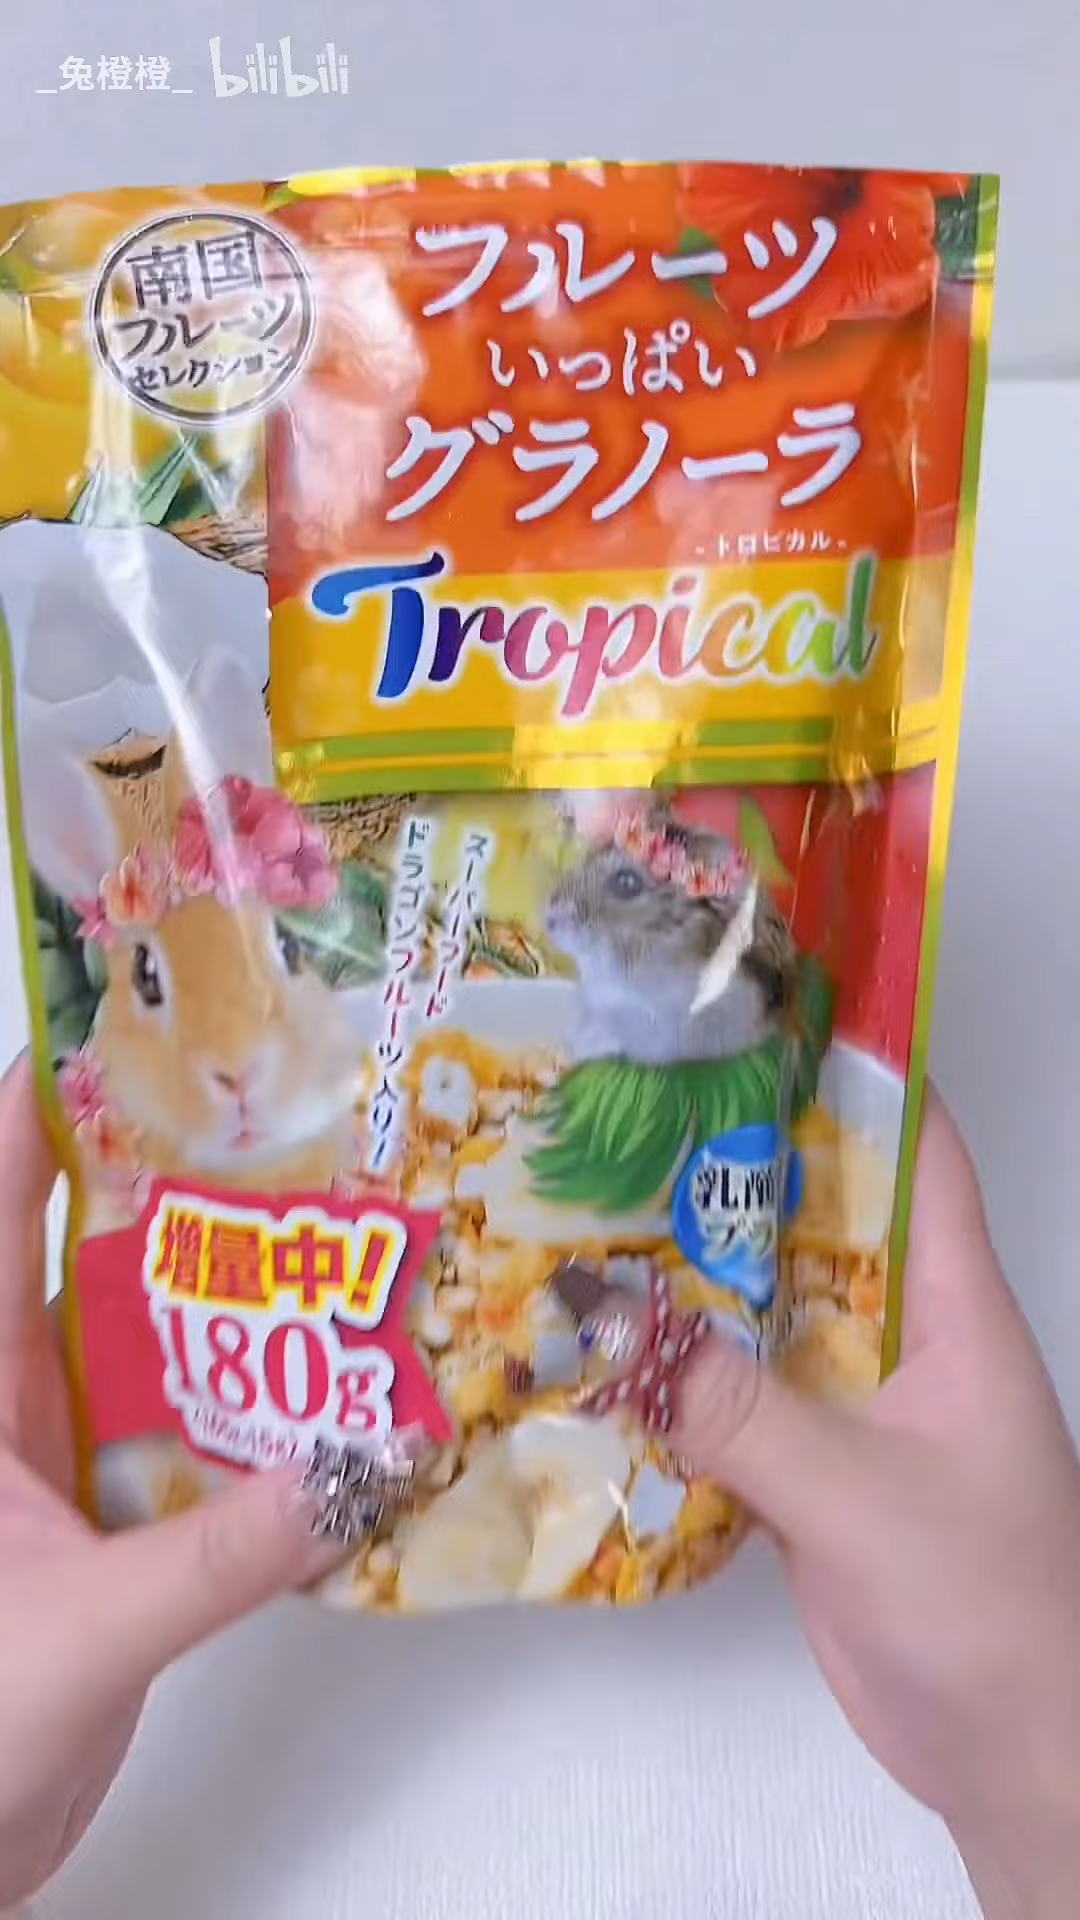 _兔橙橙_ bilibili
南国
フルーツ
セレクション
フルーツ
いっぱい
グラノーラ
-トロピカル-
Tropical
スーパーフード
ドラゴンフルーツ入り！
増量中！
180g